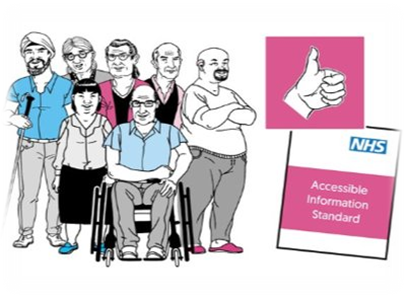 NHS
Accessible
Information
Standard